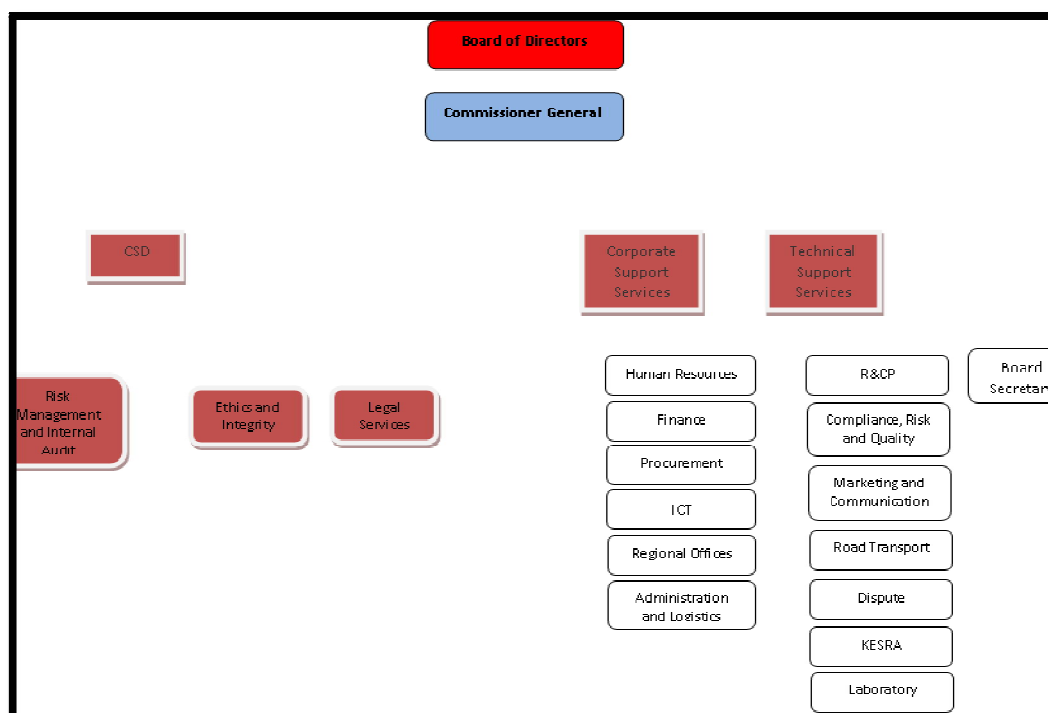 Board of Directors
Commissioner General
CSD
Corporate
Support
Services
Technical
Support
Services
Risk
Management
and Internal
Audit
Ethics and
Integrity
Legal
Services
Human Resources
Finance
Procurement
ICT
Regional Offices
Administration
and Logistics
R&CP
Compliance, Risk
and Quality
Marketing and
Communication
Road Transport
Dispute
KESRA
Laboratory
Board
Secretary